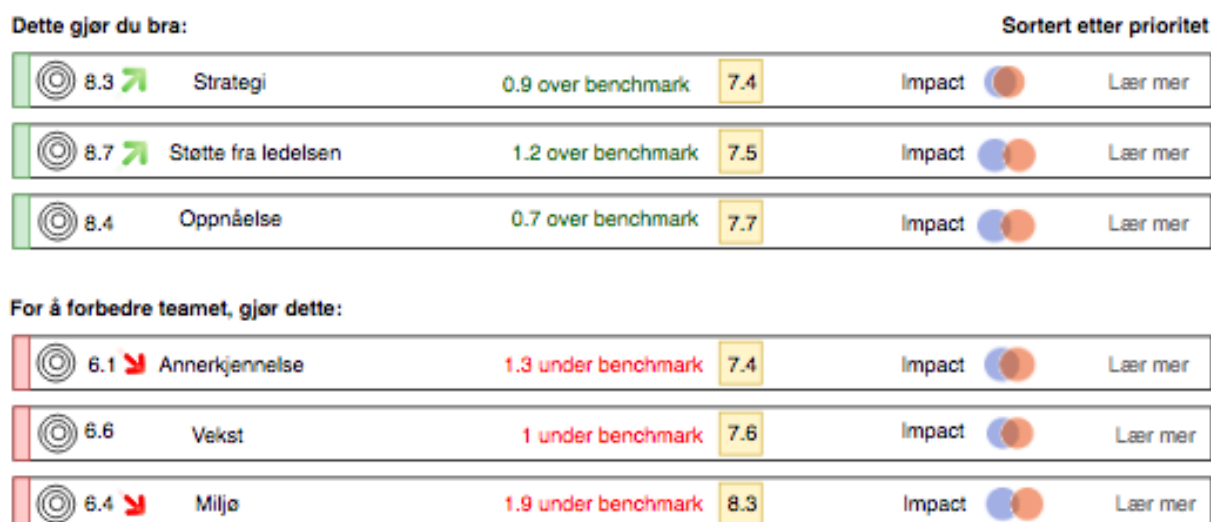 Dette gjør du bra: Sortert etter prioritet
8.3 Strategi 0.9 over benchmark 7.4 Impact Lær mer
8.7 Støtte fra ledelsen 1.2 over benchmark 7.5 Impact Lær mer
8.4 Oppnåelse 0.7 over benchmark 7.7 Impact Lær mer
For å forbedre teamet, gjør dette:
6.1 Annerkjennelse 1.3 under benchmark 7.4 Impact Lær mer
6.6 Vekst 1 under benchmark 7.6 Impact Lær mer
6.4 Miljø 1.9 under benchmark 8.3 Impact Lær mer